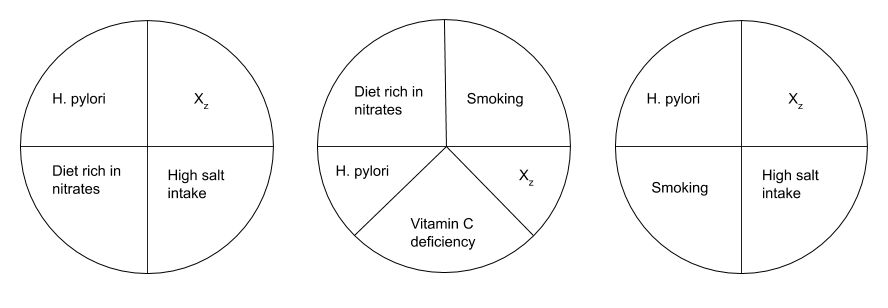 H. pylori
Xz
Diet rich in
nitrates
High salt
intake
Diet rich in
nitrates
Smoking
H. pylori
Xz
Vitamin C
deficiency
H. pylori
Xz
Smoking
High salt
intake